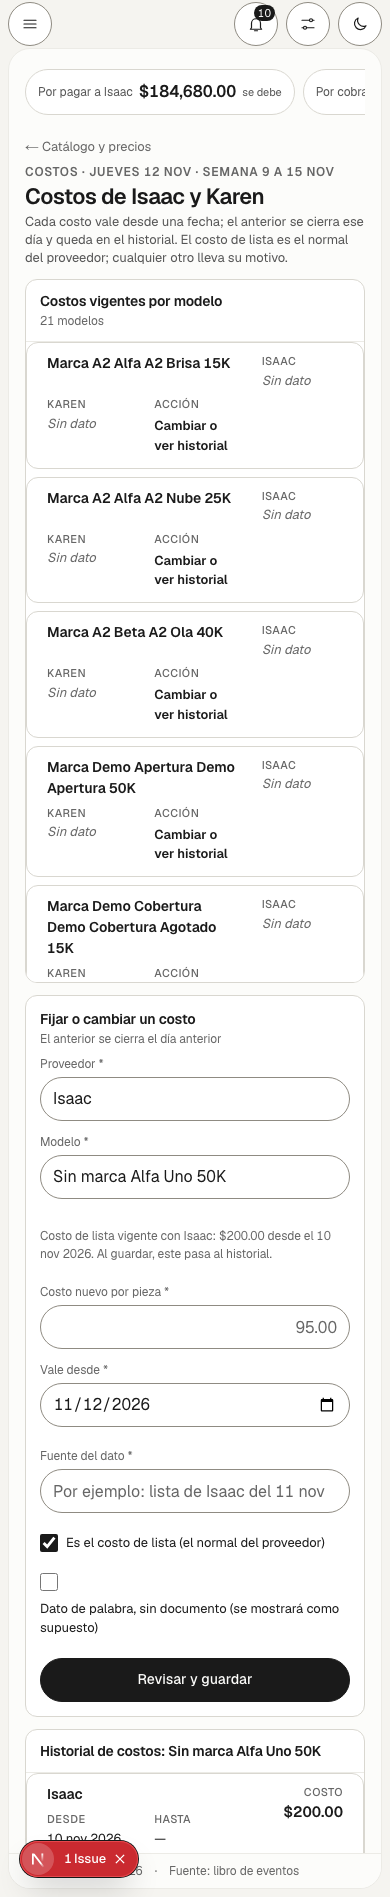 10
Por pagar a Isaac $184,680.00 se debe
Por cobra
← Catálogo y precios
COSTOS · JUEVES 12 NOV · SEMANA 9 A 15 NOV
Costos de Isaac y Karen
Cada costo vale desde una fecha; el anterior se cierra ese
día y queda en el historial. El costo de lista es el normal
del proveedor; cualquier otro lleva su motivo.
Costos vigentes por modelo
21 modelos
Marca A2 Alfa A2 Brisa 15K
ISAAC
Sin dato
KAREN
Sin dato
ACCIÓN
Cambiar o
ver historial
Marca A2 Alfa A2 Nube 25K
ISAAC
Sin dato
KAREN
Sin dato
ACCIÓN
Cambiar o
ver historial
Marca A2 Beta A2 Ola 40K
ISAAC
Sin dato
KAREN
Sin dato
ACCIÓN
Cambiar o
ver historial
Marca Demo Apertura Demo
Apertura 50K
ISAAC
Sin dato
KAREN
Sin dato
ACCIÓN
Cambiar o
ver historial
Marca Demo Cobertura
Demo Cobertura Agotado
15K
ISAAC
Sin dato
KAREN
ACCIÓN
Fijar o cambiar un costo
El anterior se cierra el día anterior
Proveedor *
Isaac
Modelo *
Sin marca Alfa Uno 50K
Costo de lista vigente con Isaac: $200.00 desde el 10
nov 2026. Al guardar, este pasa al historial.
Costo nuevo por pieza *
95.00
Vale desde *
11/12/2026
Fuente del dato *
Por ejemplo: lista de Isaac del 11 nov
Es el costo de lista (el normal del proveedor)
Dato de palabra, sin documento (se mostrará como
supuesto)
Revisar y guardar
Historial de costos: Sin marca Alfa Uno 50K
Isaac
COSTO
$200.00
DESDE
10 nov 2026
HASTA
—
N 1 Issue
26 · Fuente: libro de eventos